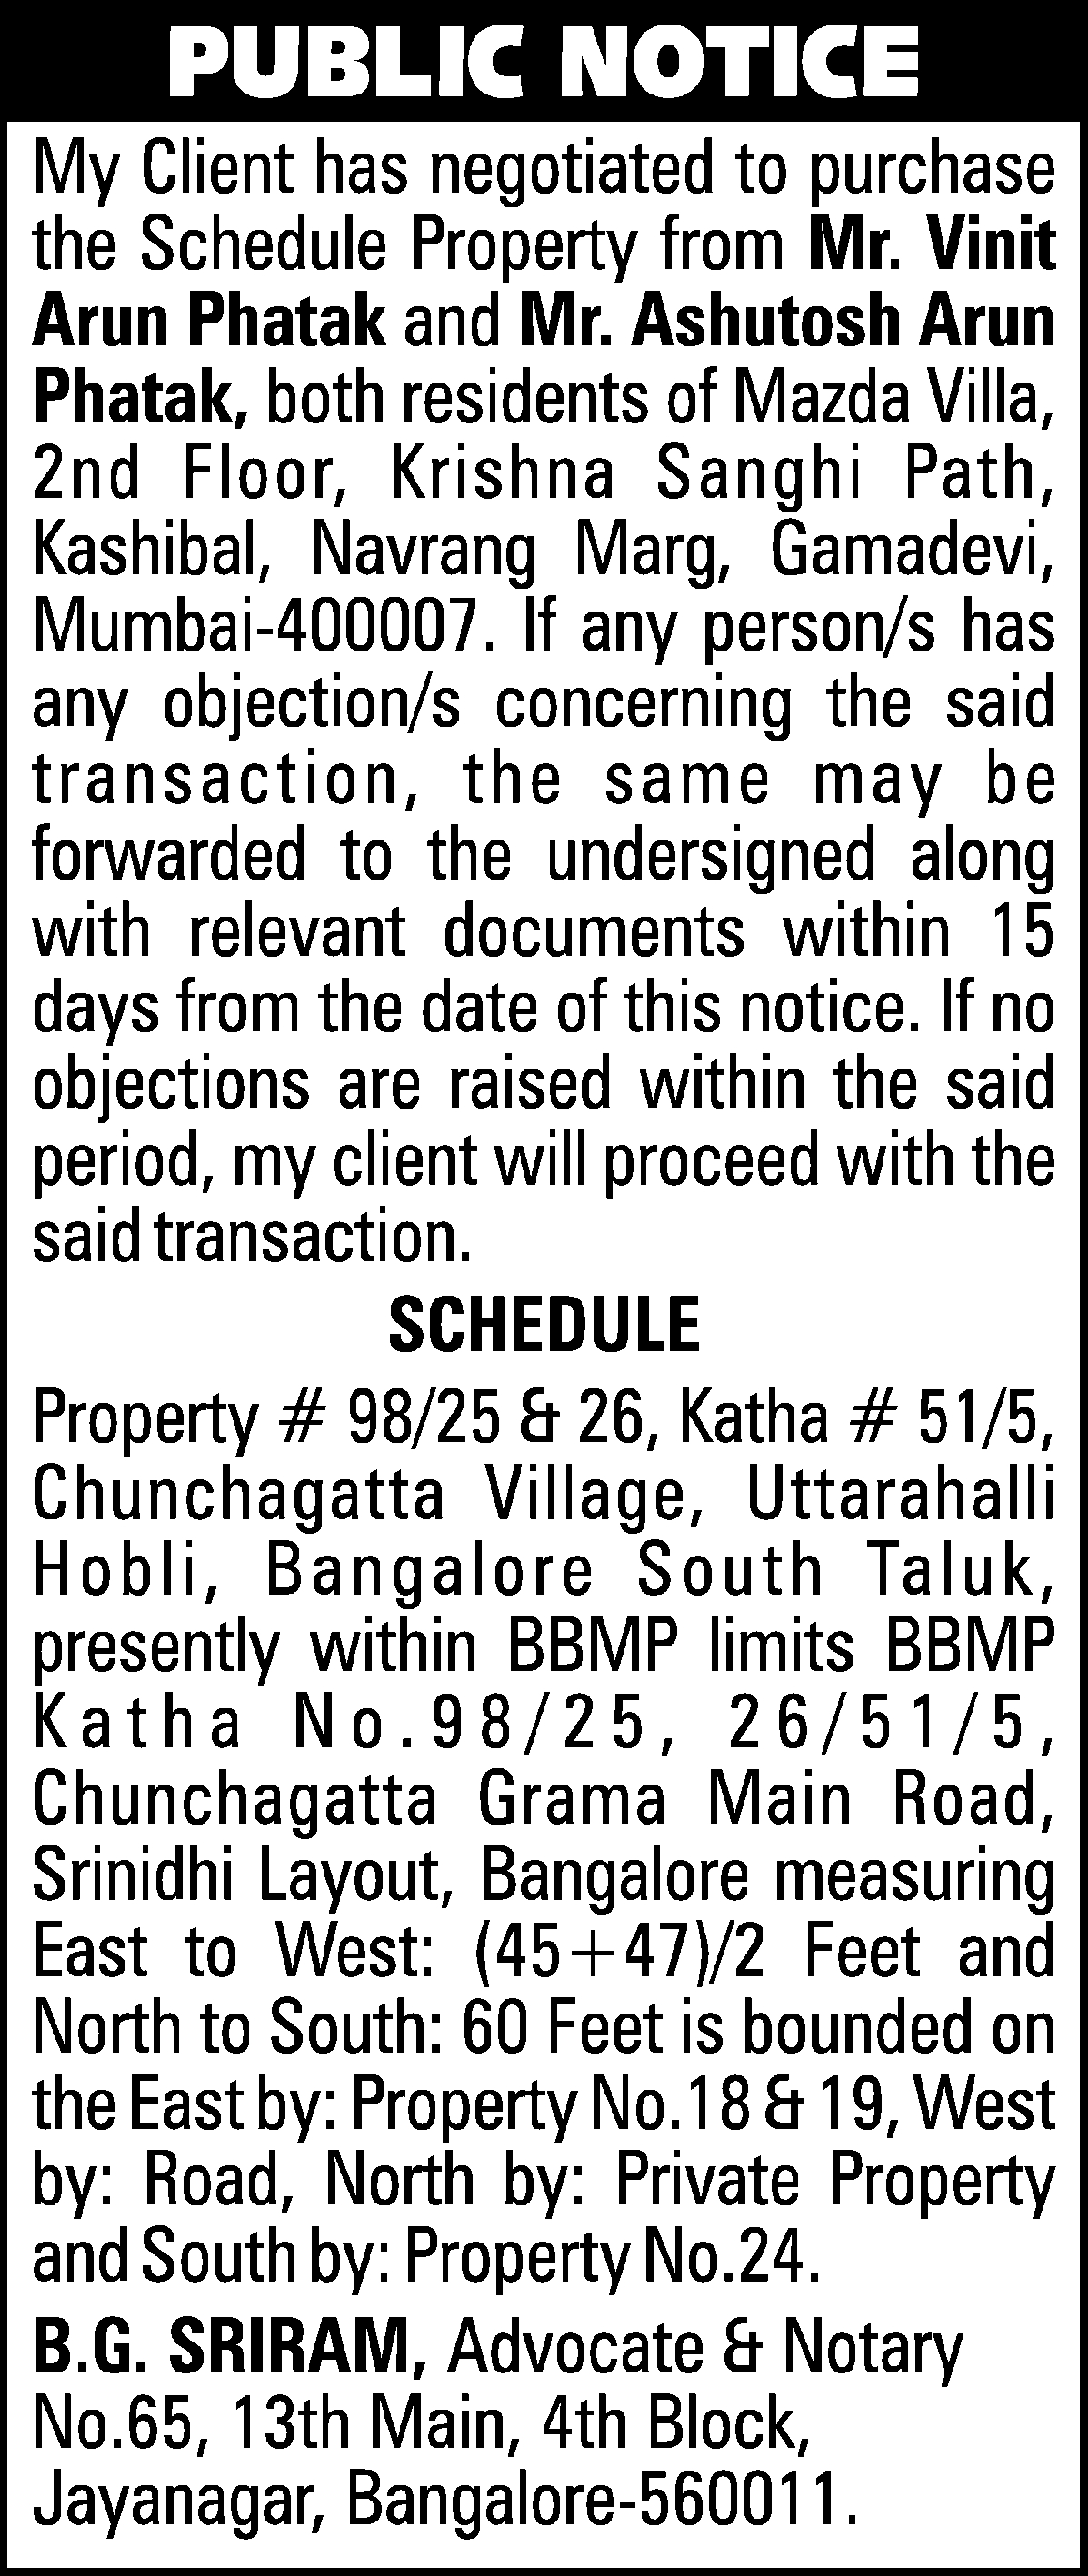 PUBLIC NOTICE
My Client has negotiated to purchase
the Schedule Property from Mr. Vinit
Arun Phatak and Mr. Ashutosh Arun
Phatak, both residents of Mazda Villa,
2nd Floor, Krishna Sanghi Path,
Kashibal, Navrang Marg, Gamadevi,
Mumbai-400007. If any person/s has
any objection/s concerning the said
transaction, the same may be
forwarded to the undersigned along
with relevant documents within 15
days from the date of this notice. If no
objections are raised within the said
period, my client will proceed with the
said transaction.
SCHEDULE
Property # 98/25 & 26, Katha # 51/5,
Chunchagatta Village, Uttarahalli
Hobli, Bangalore South Taluk,
presently within BBMP limits BBMP
Katha No.98/25, 26/51/5,
Chunchagatta Grama Main Road,
Srinidhi Layout, Bangalore measuring
East to West: (45+47)/2 Feet and
North to South: 60 Feet is bounded on
the East by: Property No.18 & 19, West
by: Road, North by: Private Property
and South by: Property No.24.
B.G. SRIRAM, Advocate & Notary
No.65, 13th Main, 4th Block,
Jayanagar, Bangalore-560011.